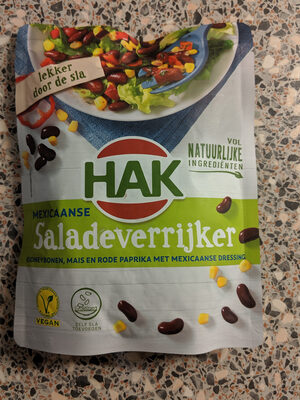 lekker
door de sla
VOL
NATUURLIJKE
INGREDIËNTEN
HAK
MEXICAANSE
Saladeverrijker
KIDNEYBONEN, MAIS EN RODE PAPRIKA MET MEXICAANSE DRESSING
VEGAN
ZELF SLA
TOEVOEGEN